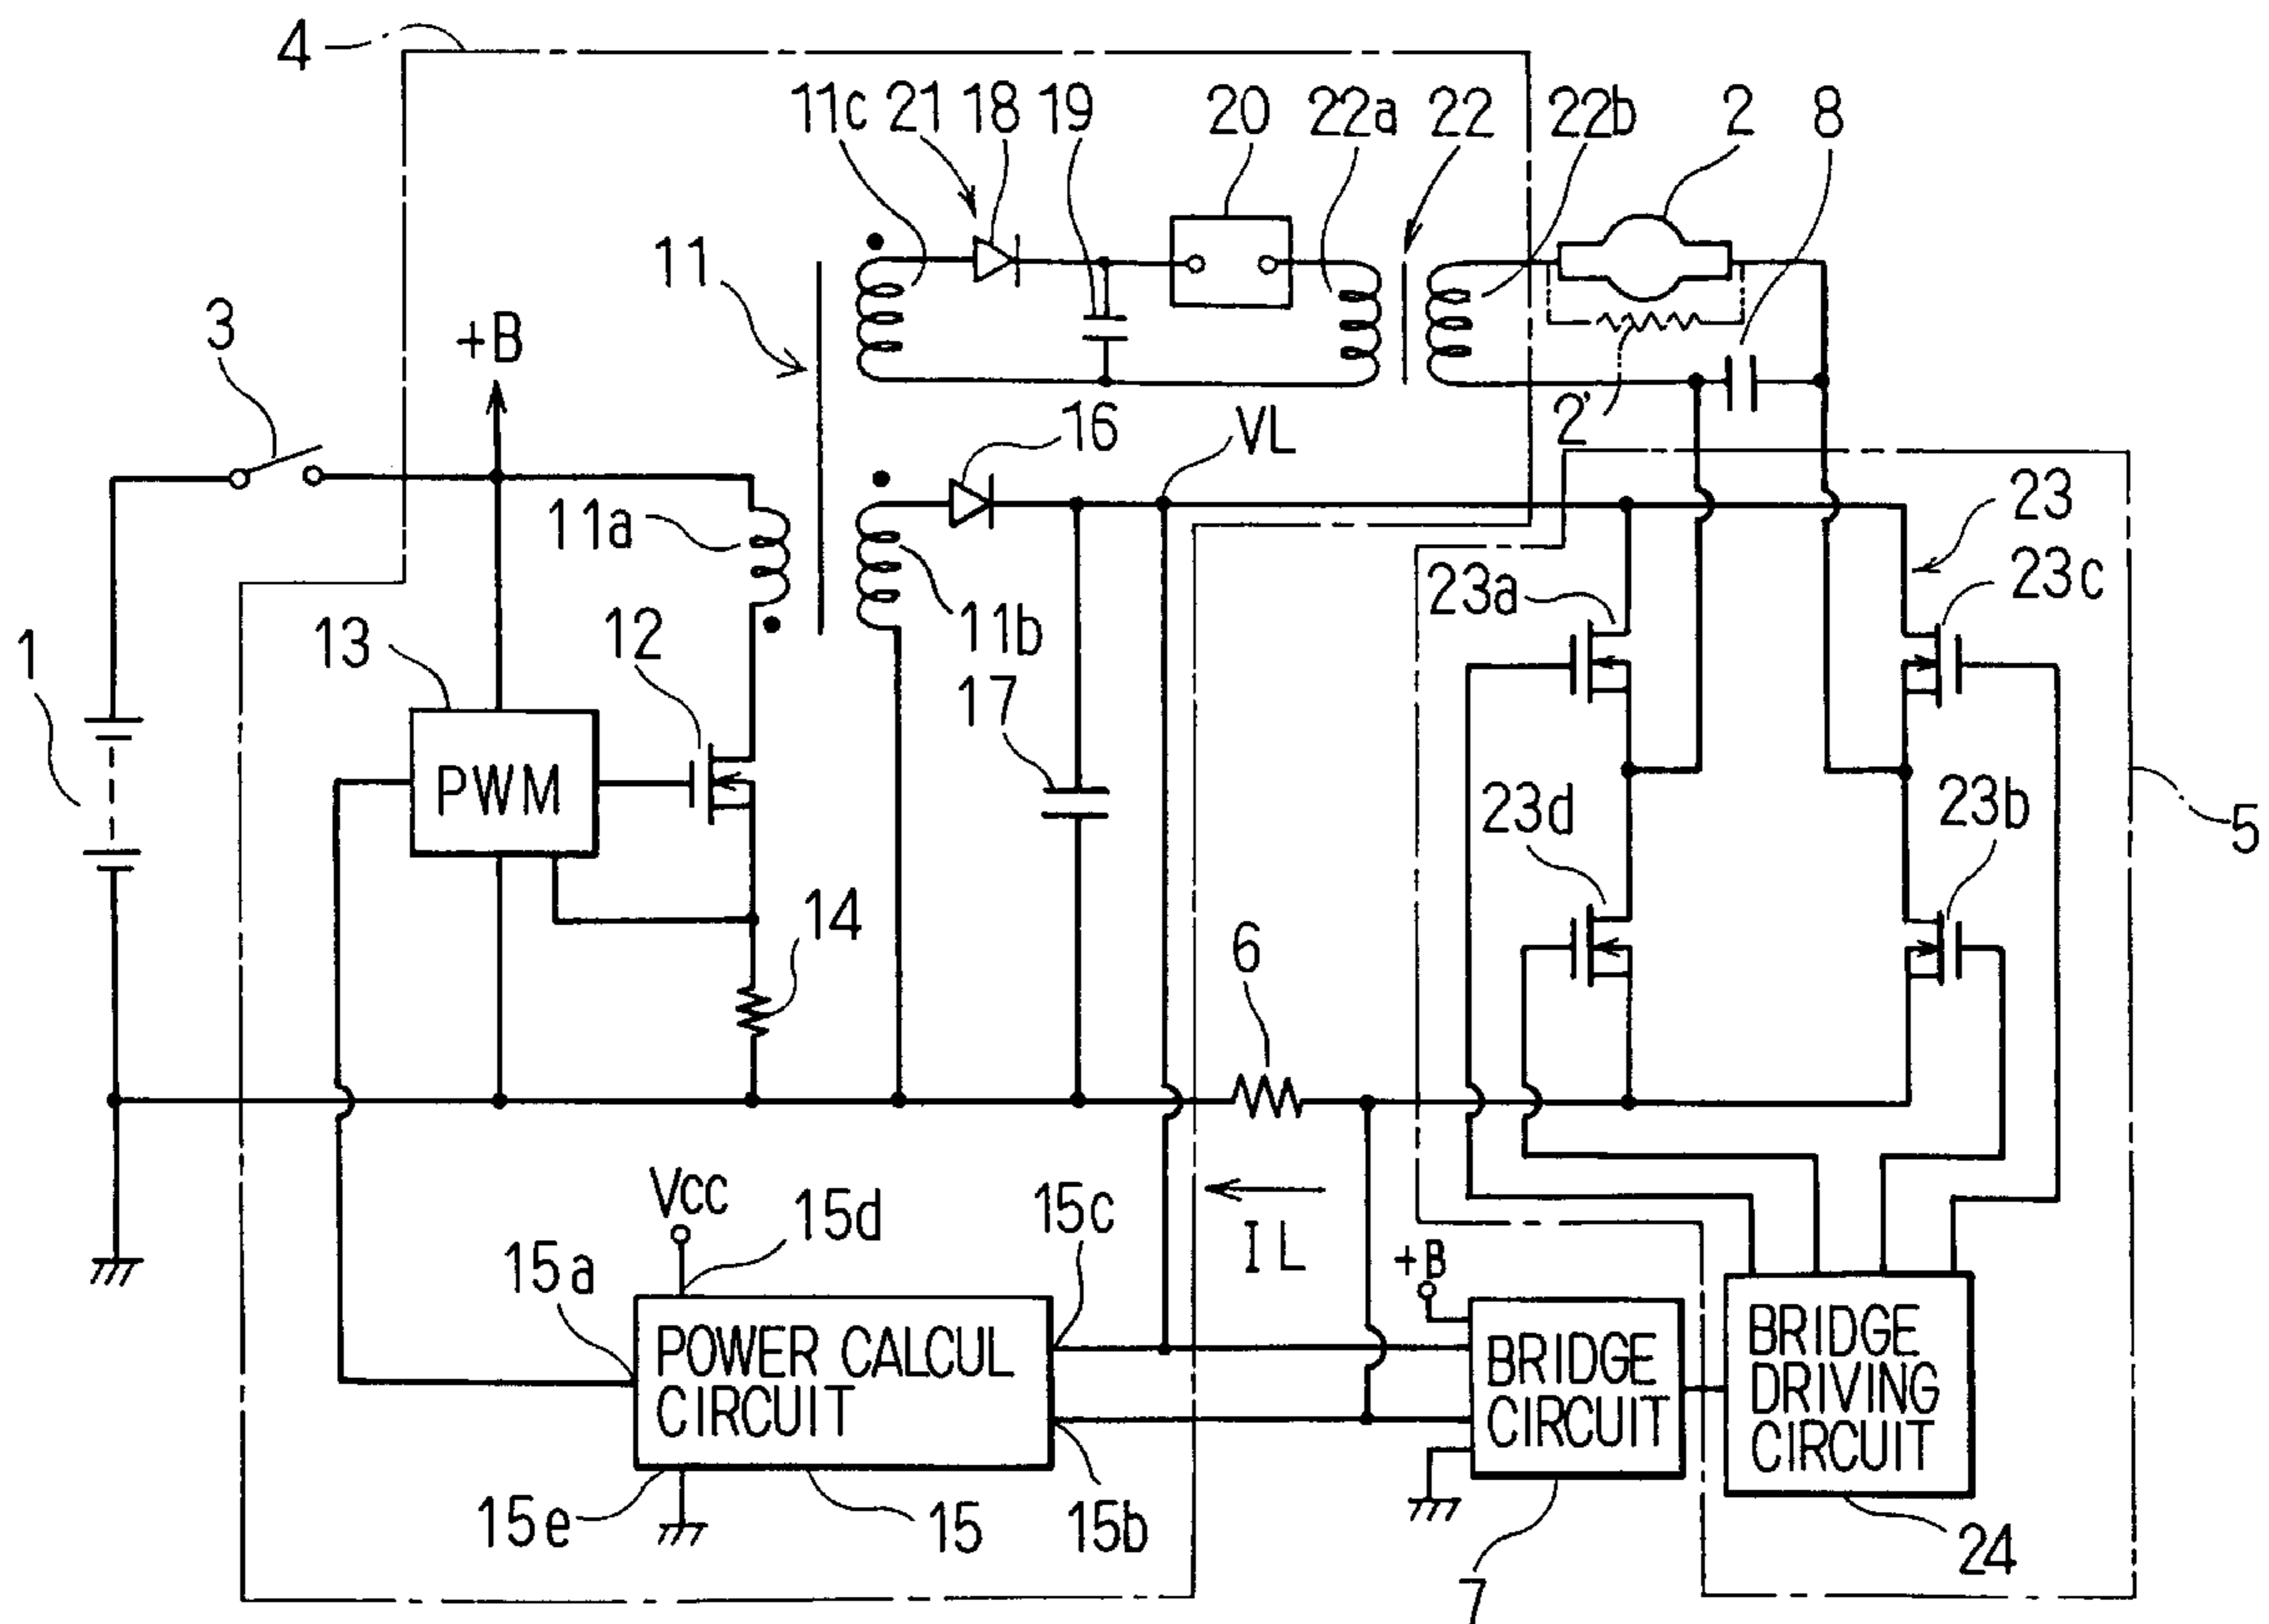 4
11c 21 18 19 20 22a 22 22b 2 8
11
3
+B
2'
16
VL
11a
23
23a
23c
11b
13
12
1
17
PWM
23d
23b
5
14
6
Vcc
15d
15c
15a
IL
+B
POWER CALCUL
CIRCUIT
BRIDGE
CIRCUIT
BRIDGE
DRIVING
CIRCUIT
15e
15
15b
24
7